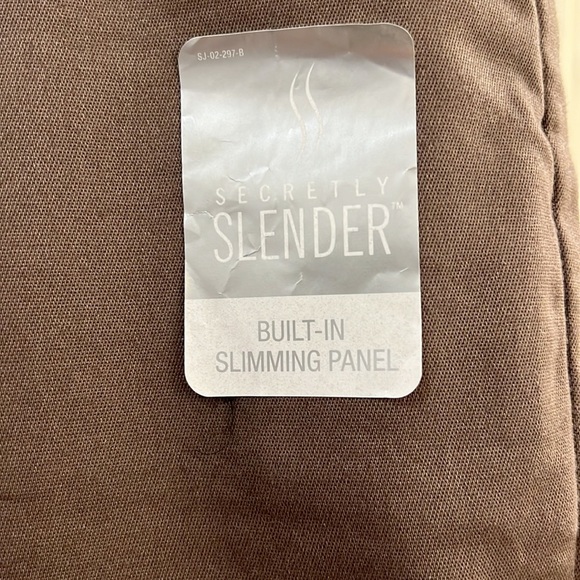 SJ-02-297-B
SECRETLY
SLENDER™
BUILT-IN
SLIMMING PANEL